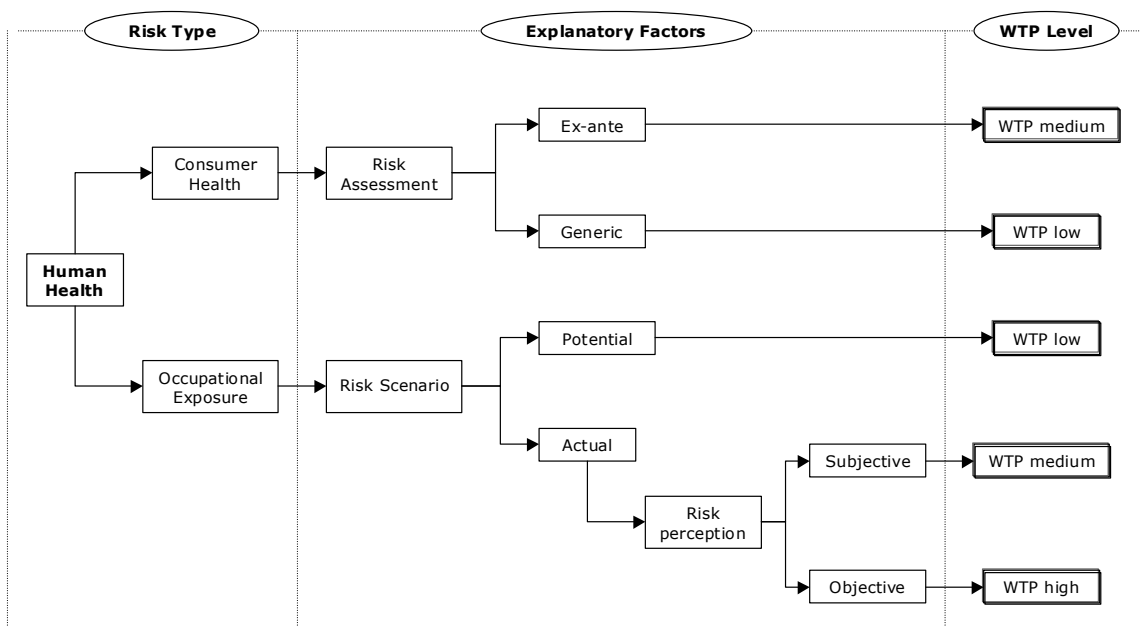 Risk Type
Explanatory Factors
WTP Level
Ex-ante
WTP medium
Consumer
Health
Risk
Assessment
Generic
WTP low
Human
Health
Potential
WTP low
Occupational
Exposure
Risk Scenario
Actual
Subjective
WTP medium
Risk
perception
Objective
WTP high